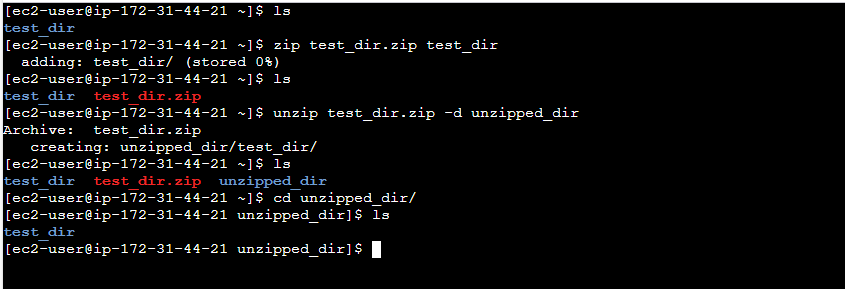 [ec2-user@ip-172-31-44-21 ~]$ ls
test_dir
[ec2-user@ip-172-31-44-21 ~]$ zip test_dir.zip test_dir
  adding: test_dir/ (stored 0%)
[ec2-user@ip-172-31-44-21 ~]$ ls
test_dir  test_dir.zip
[ec2-user@ip-172-31-44-21 ~]$ unzip test_dir.zip -d unzipped_dir
Archive:  test_dir.zip
   creating: unzipped_dir/test_dir/
[ec2-user@ip-172-31-44-21 ~]$ ls
test_dir  test_dir.zip  unzipped_dir
[ec2-user@ip-172-31-44-21 ~]$ cd unzipped_dir/
[ec2-user@ip-172-31-44-21 unzipped_dir]$ ls
test_dir
[ec2-user@ip-172-31-44-21 unzipped_dir]$